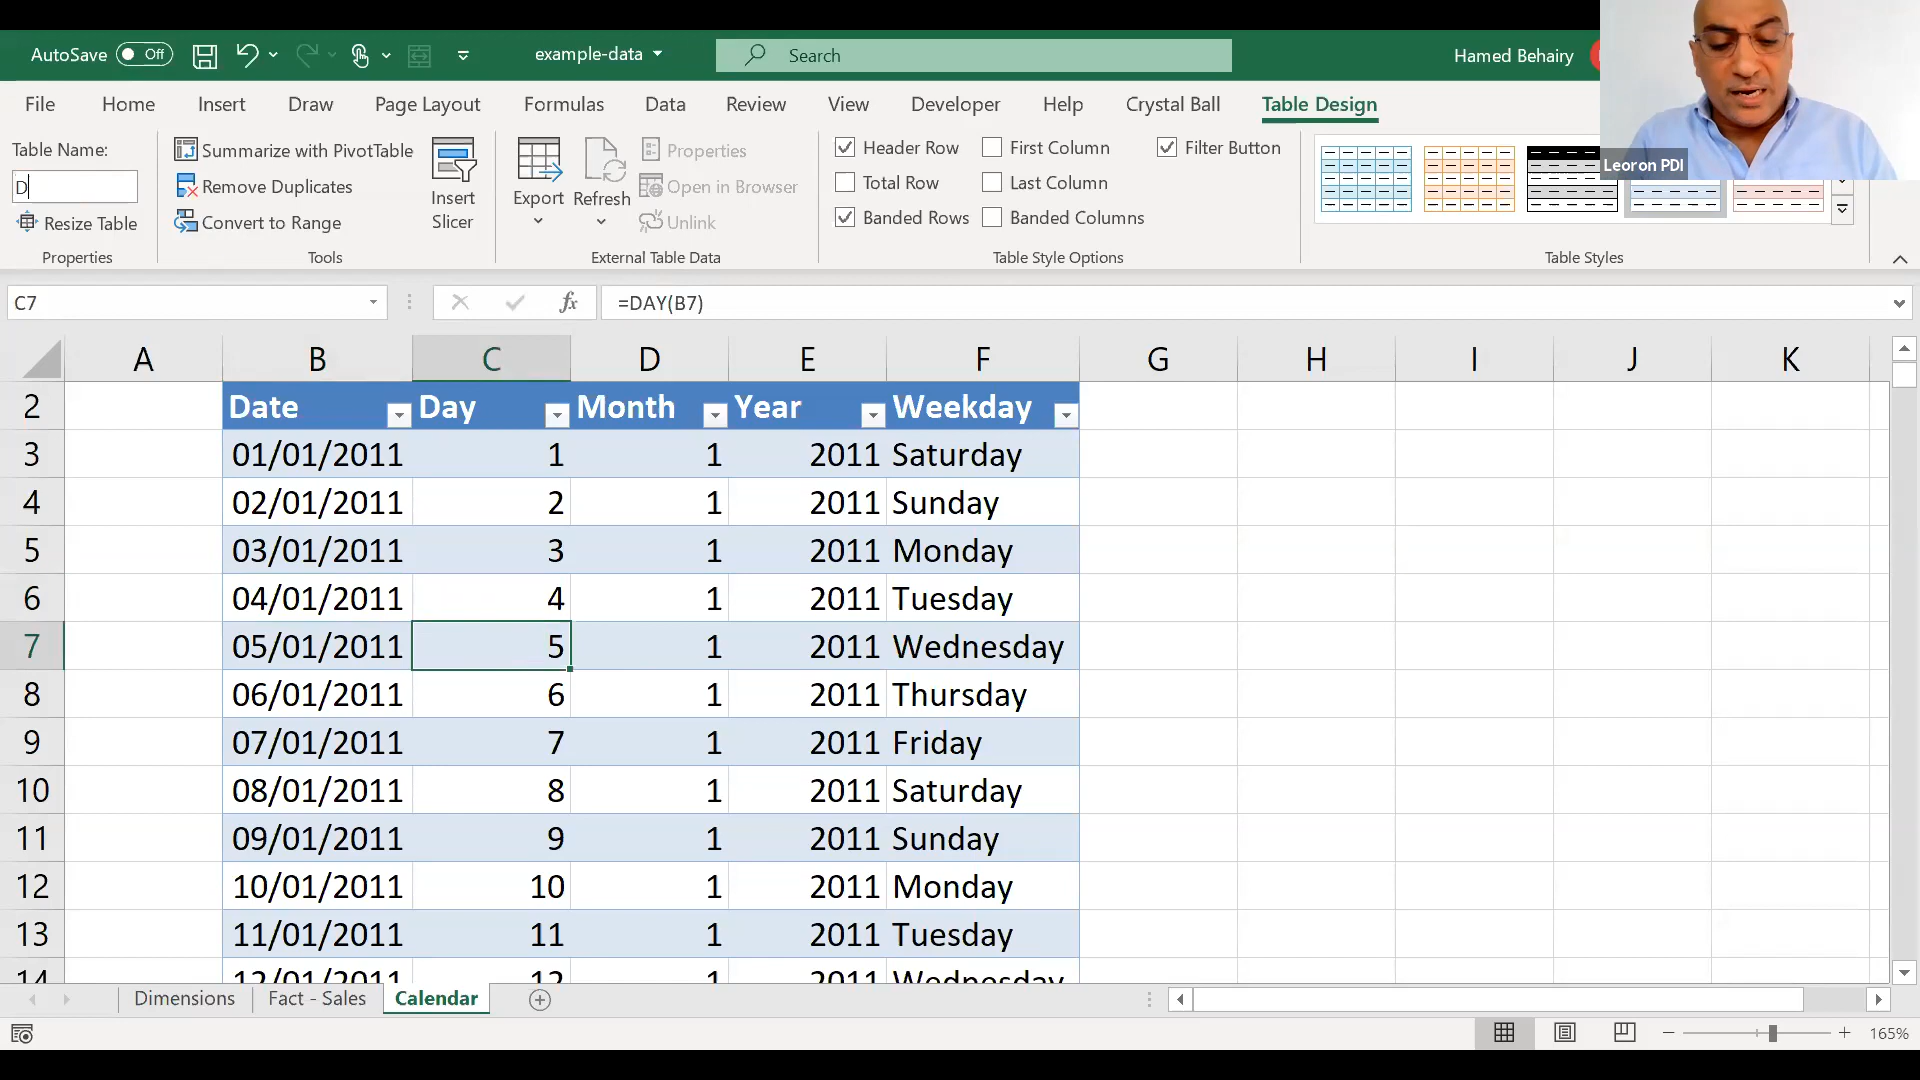 AutoSave Off example-data Search Hamed Behairy
File Home Insert Draw Page Layout Formulas Data Review View Developer Help Crystal Ball Table Design
Table Name:
D
Resize Table
Properties
Summarize with PivotTable
Remove Duplicates
Convert to Range
Insert
Slicer
Tools
Export
Refresh
Properties
Open in Browser
Unlink
External Table Data
Header Row First Column Filter Button
Total Row Last Column
Banded Rows Banded Columns
Table Style Options
Table Styles
Leoron PDI
C7 fx =DAY(B7)
A B C D E F G H I J K
2 Date Day Month Year Weekday
3 01/01/2011 1 1 2011 Saturday
4 02/01/2011 2 1 2011 Sunday
5 03/01/2011 3 1 2011 Monday
6 04/01/2011 4 1 2011 Tuesday
7 05/01/2011 5 1 2011 Wednesday
8 06/01/2011 6 1 2011 Thursday
9 07/01/2011 7 1 2011 Friday
10 08/01/2011 8 1 2011 Saturday
11 09/01/2011 9 1 2011 Sunday
12 10/01/2011 10 1 2011 Monday
13 11/01/2011 11 1 2011 Tuesday
14 12/01/2011 12 1 2011 Wednesday
Dimensions Fact - Sales Calendar
165%